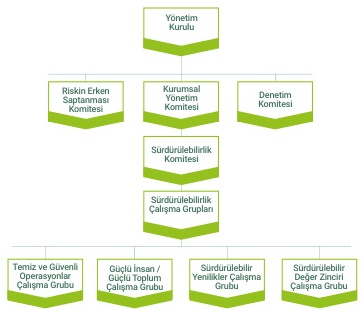 Yönetim
Kurulu
Riskin Erken
Saptanması
Komitesi
Kurumsal
Yönetim
Komitesi
Denetim
Komitesi
Sürdürülebilirlik
Komitesi
Sürdürülebilirlik
Çalışma Grupları
Temiz ve Güvenli
Operasyonlar
Çalışma Grubu
Güçlü İnsan /
Güçlü Toplum
Çalışma Grubu
Sürdürülebilir
Yenilikler Çalışma
Grubu
Sürdürülebilir
Değer Zinciri
Çalışma Grubu